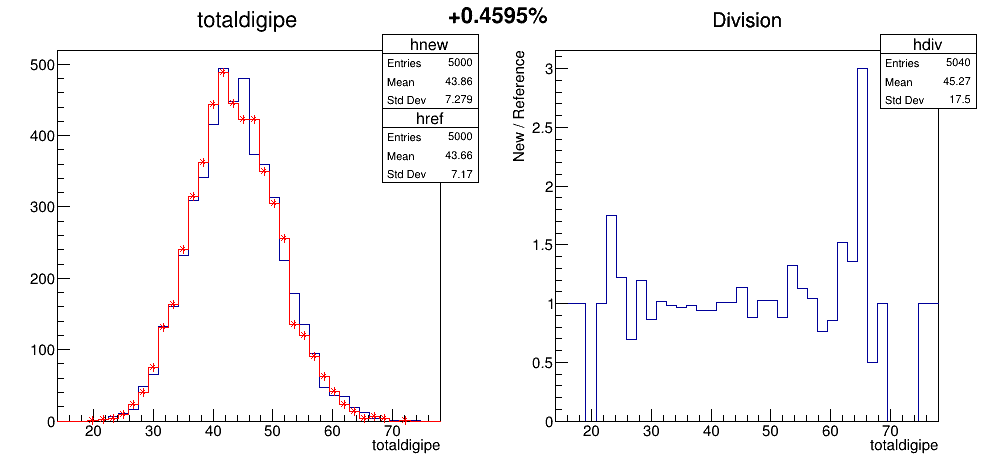 +0.4595%
totaldigipe
hnew
Entries 5000
Mean 43.86
Std Dev 7.279
href
Entries 5000
Mean 43.66
Std Dev 7.17
500
400
300
200
100
0
20 30 40 50 60 70
totaldigipe
Division
hdiv
Entries 5040
Mean 45.27
Std Dev 17.5
New / Reference
3
2.5
2
1.5
1
0.5
0
20 30 40 50 60 70
totaldigipe